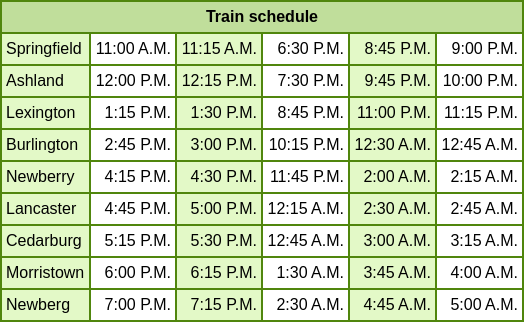 Train schedule
Springfield 11:00 A.M. 11:15 A.M. 6:30 P.M. 8:45 P.M. 9:00 P.M.
Ashland 12:00 P.M. 12:15 P.M. 7:30 P.M. 9:45 P.M. 10:00 P.M.
Lexington 1:15 P.M. 1:30 P.M. 8:45 P.M. 11:00 P.M. 11:15 P.M.
Burlington 2:45 P.M. 3:00 P.M. 10:15 P.M. 12:30 A.M. 12:45 A.M.
Newberry 4:15 P.M. 4:30 P.M. 11:45 P.M. 2:00 A.M. 2:15 A.M.
Lancaster 4:45 P.M. 5:00 P.M. 12:15 A.M. 2:30 A.M. 2:45 A.M.
Cedarburg 5:15 P.M. 5:30 P.M. 12:45 A.M. 3:00 A.M. 3:15 A.M.
Morristown 6:00 P.M. 6:15 P.M. 1:30 A.M. 3:45 A.M. 4:00 A.M.
Newberg 7:00 P.M. 7:15 P.M. 2:30 A.M. 4:45 A.M. 5:00 A.M.